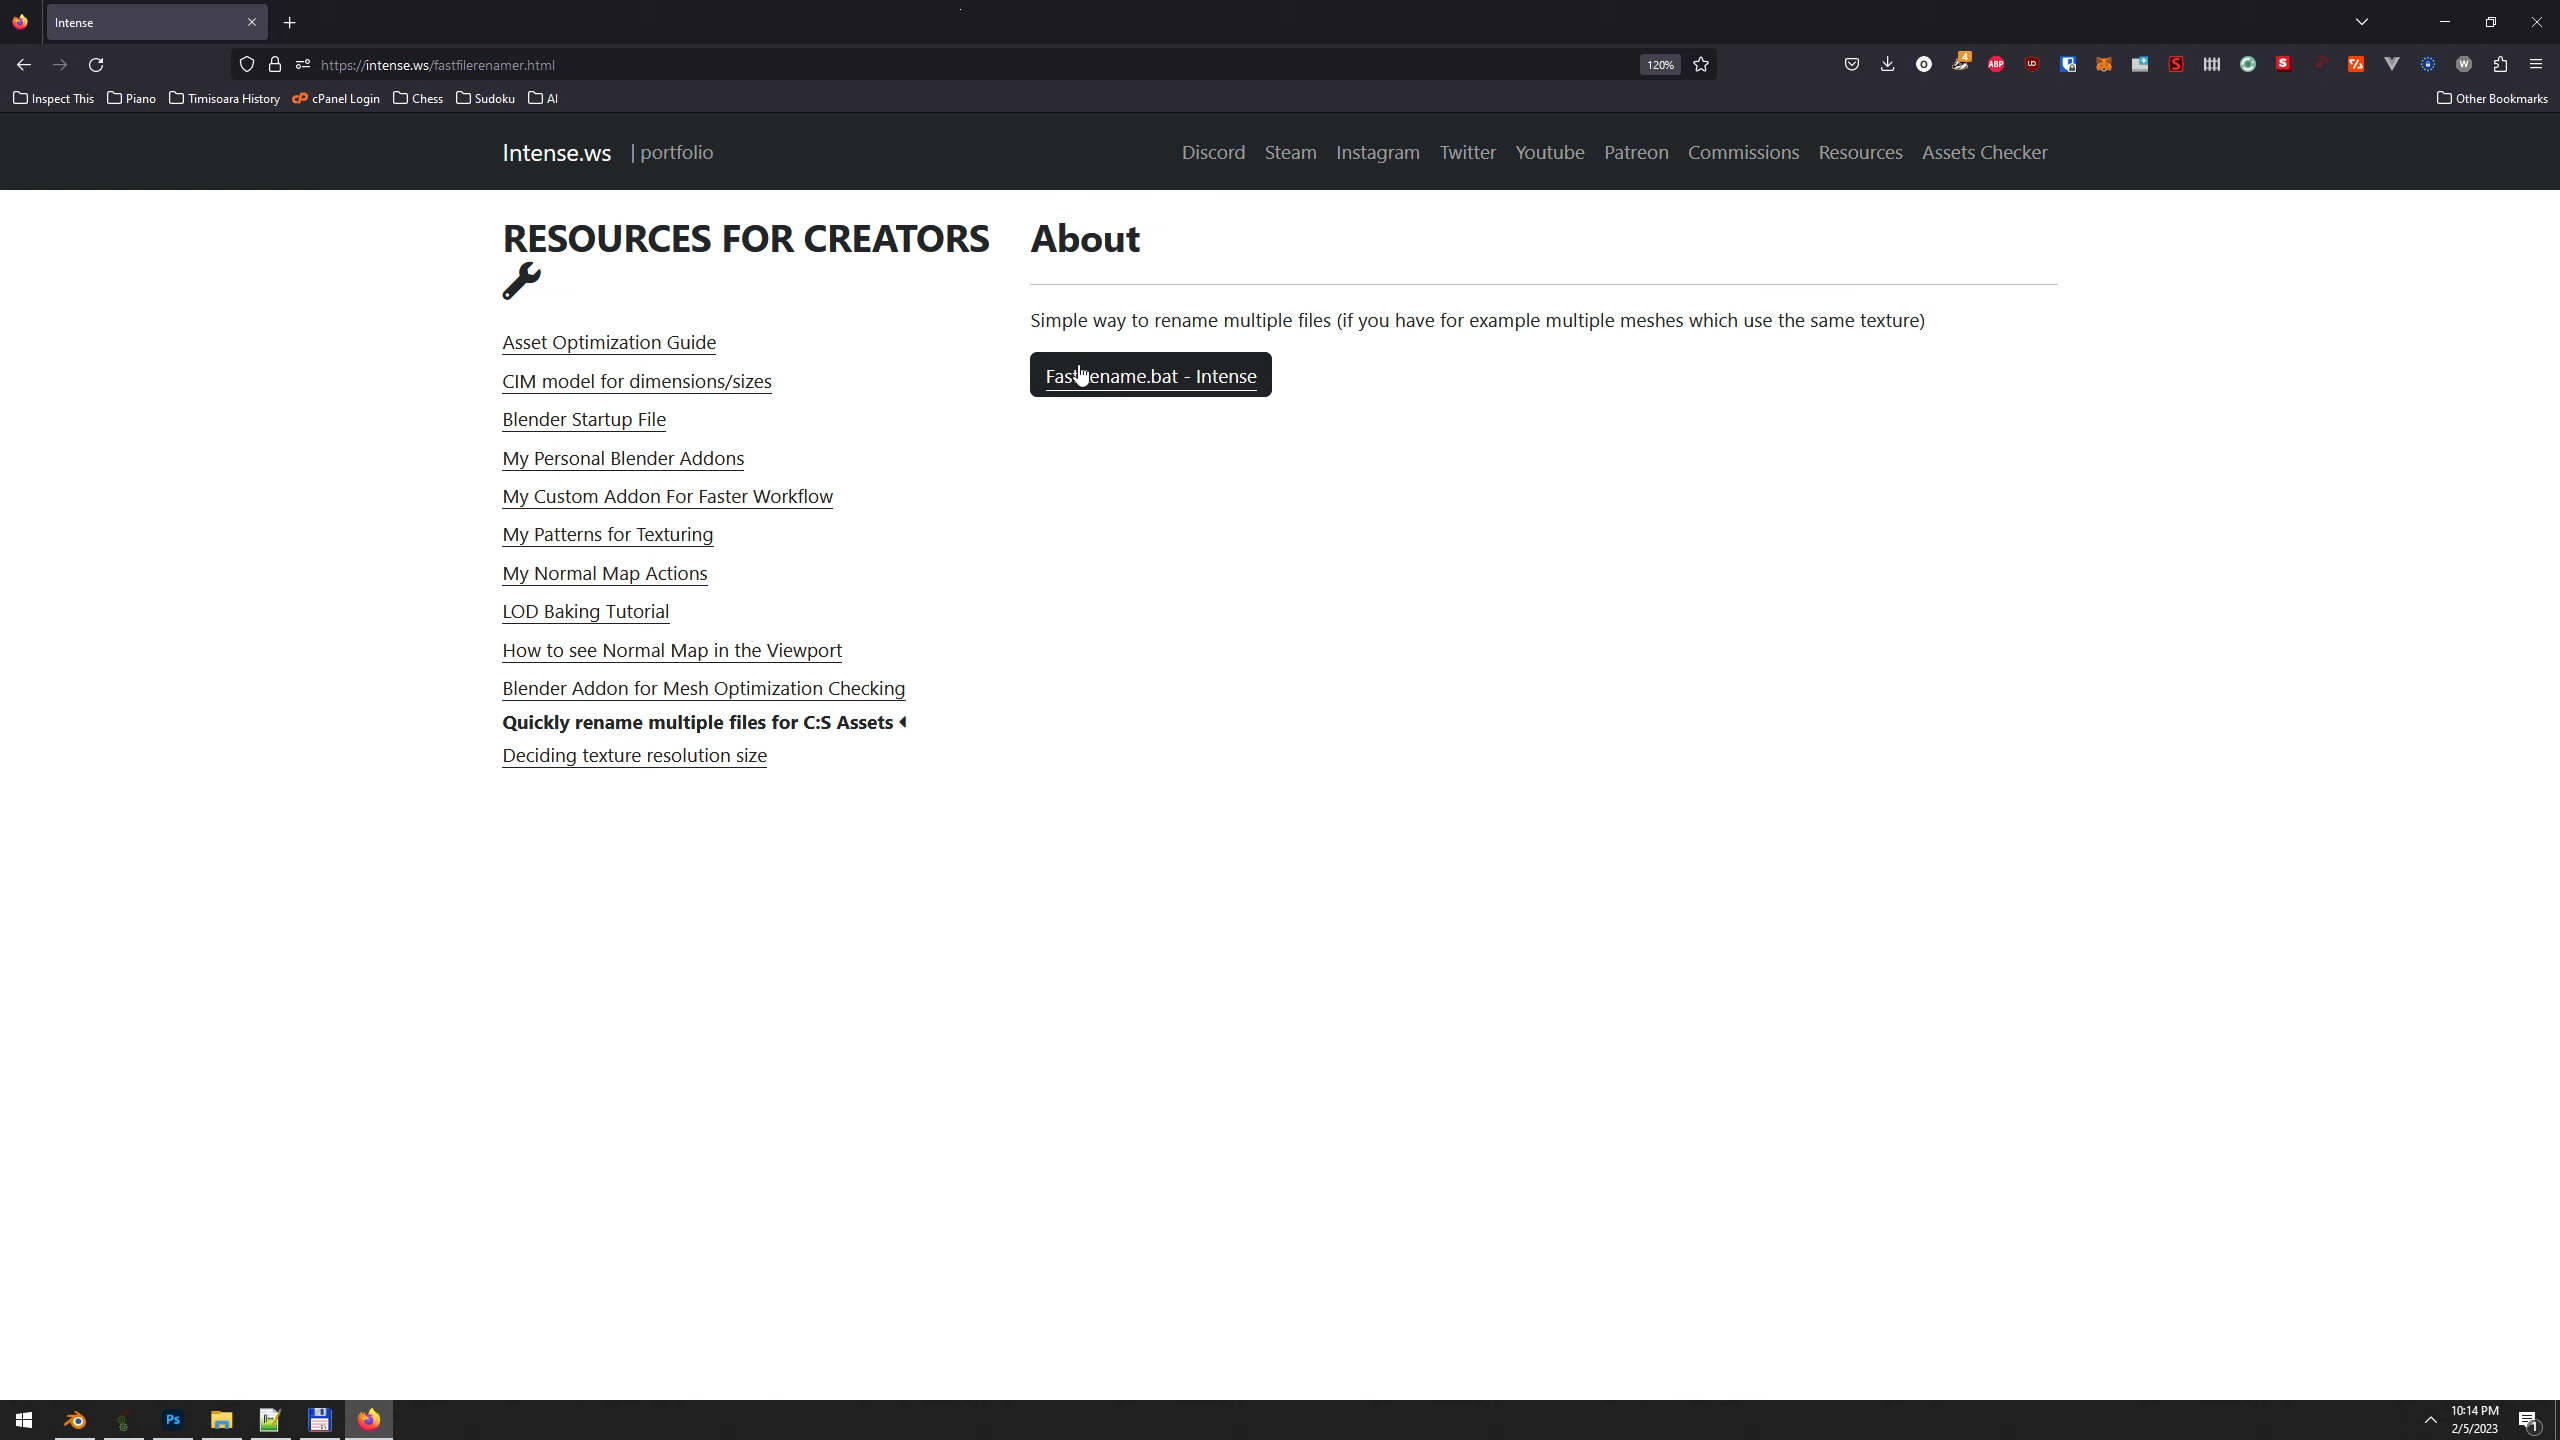 Intense
https://intense.ws/fastfilerenamer.html
120%
4
ABP
Inspect This
Piano
Timisoara History
cPanel Login
Chess
Sudoku
AI
Other Bookmarks
Intense.ws | portfolio
Discord Steam Instagram Twitter Youtube Patreon Commissions Resources Assets Checker
RESOURCES FOR CREATORS
Asset Optimization Guide
CIM model for dimensions/sizes
Blender Startup File
My Personal Blender Addons
My Custom Addon For Faster Workflow
My Patterns for Texturing
My Normal Map Actions
LOD Baking Tutorial
How to see Normal Map in the Viewport
Blender Addon for Mesh Optimization Checking
Quickly rename multiple files for C:S Assets
Deciding texture resolution size
About
Simple way to rename multiple files (if you have for example multiple meshes which use the same texture)
- Intense
Ps
10:14 PM
2/5/2023
1